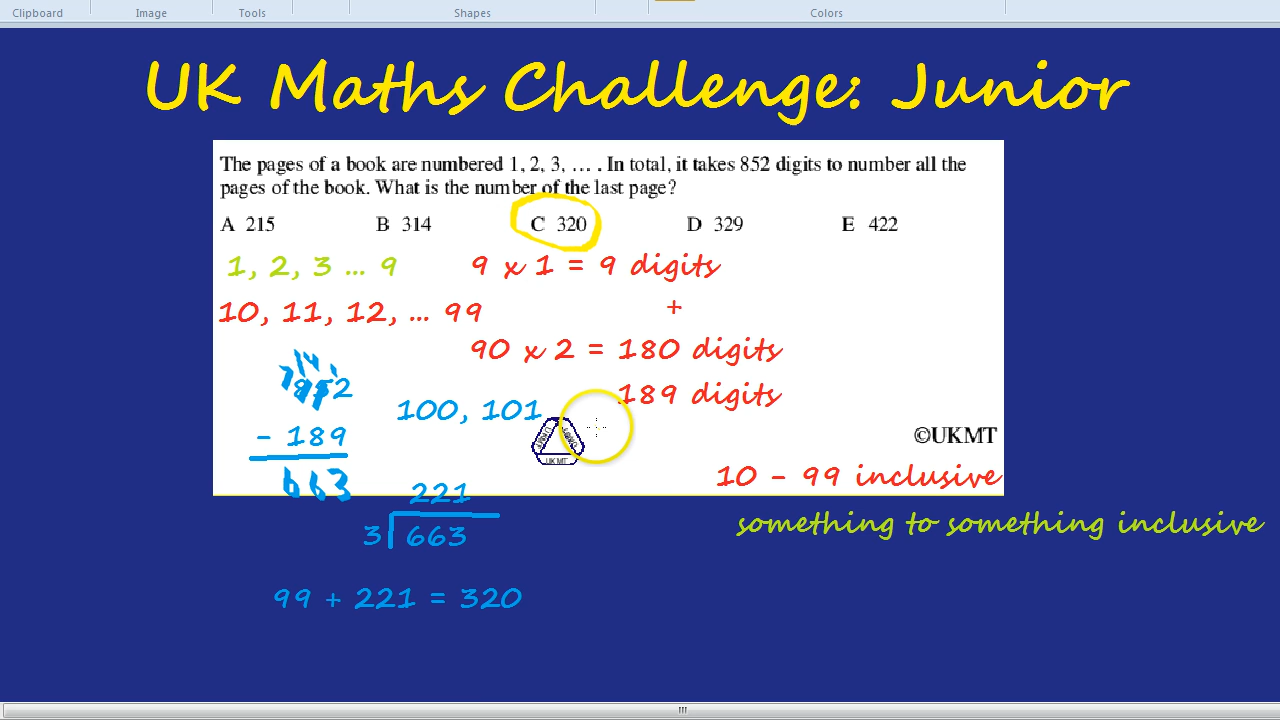 Clipboard Image Tools Shapes Colors
UK Maths Challenge: Junior
The pages of a book are numbered 1, 2, 3, … . In total, it takes 852 digits to number all the
pages of the book. What is the number of the last page?
A 215 B 314 C 320 D 329 E 422
1, 2, 3 ... 9 9 x 1 = 9 digits
10, 11, 12, ... 99 +
90 x 2 = 180 digits
852
189 digits
100, 101
- 189
©UKMT
UKMT
10 - 99 inclusive
663
221
something to something inclusive
3 663
99 + 221 = 320